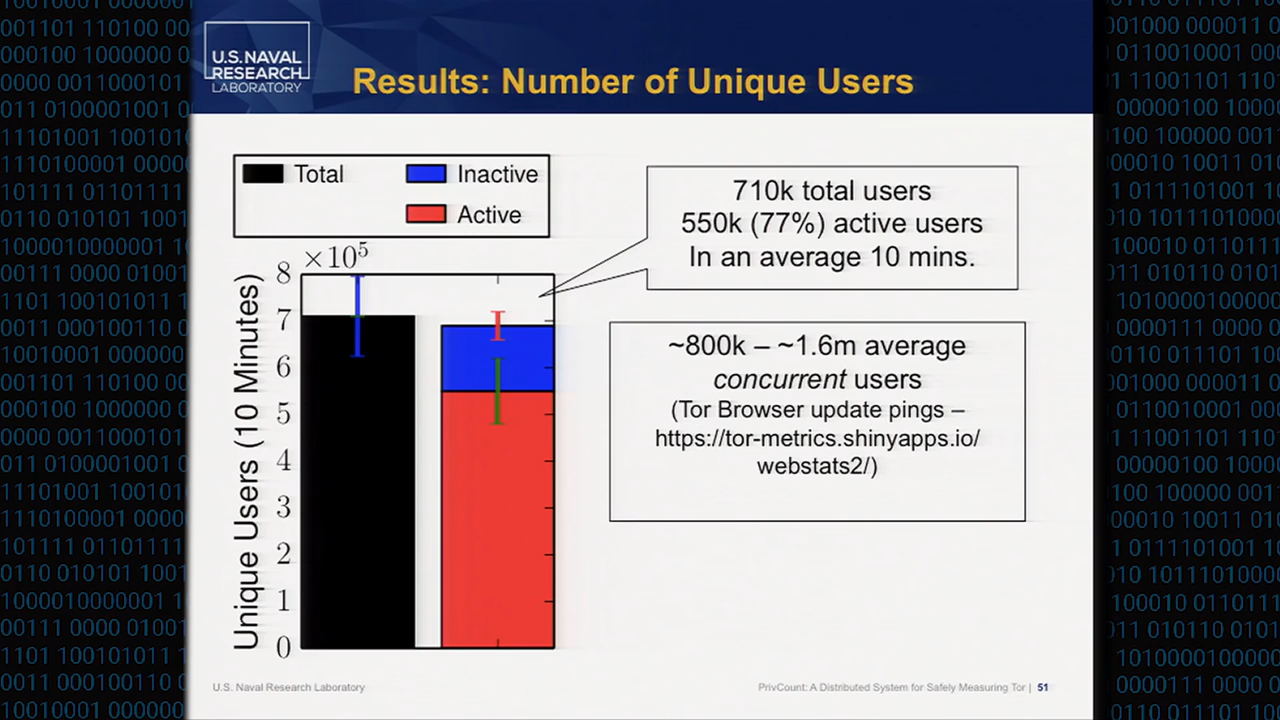 U.S. NAVAL
RESEARCH
LABORATORY
Results: Number of Unique Users
Total
Inactive
Active
×10⁵
Unique Users (10 Minutes)
8
7
6
5
4
3
2
1
0
710k total users
550k (77%) active users
In an average 10 mins.
~800k – ~1.6m average
concurrent users
(Tor Browser update pings –
https://tor-metrics.shinyapps.io/
webstats2/)
U.S. Naval Research Laboratory
PrivCount: A Distributed System for Safely Measuring Tor | 51